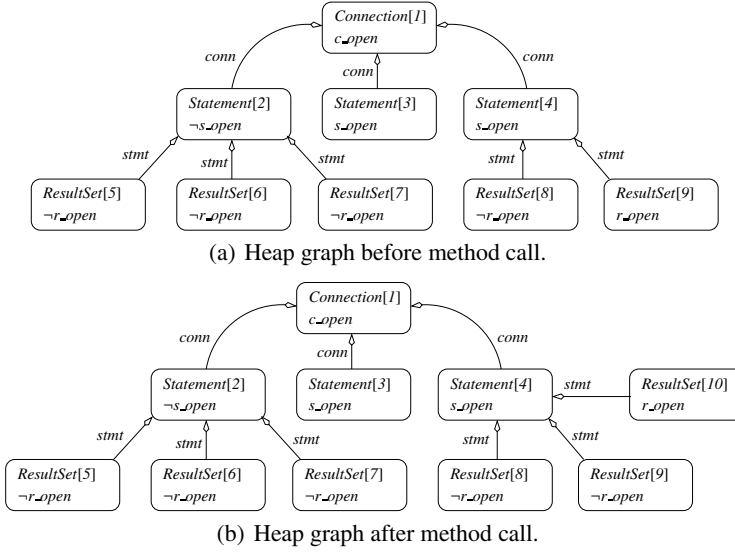 Connection[1]
c_open
conn
conn
conn
Statement[2]
¬s_open
Statement[3]
s_open
Statement[4]
s_open
stmt
stmt
stmt
stmt
stmt
ResultSet[5]
¬r_open
ResultSet[6]
¬r_open
ResultSet[7]
¬r_open
ResultSet[8]
¬r_open
ResultSet[9]
r_open
(a) Heap graph before method call.
Connection[1]
c_open
conn
conn
conn
Statement[2]
¬s_open
Statement[3]
s_open
Statement[4]
s_open
stmt
ResultSet[10]
r_open
stmt
stmt
stmt
stmt
stmt
ResultSet[5]
¬r_open
ResultSet[6]
¬r_open
ResultSet[7]
¬r_open
ResultSet[8]
¬r_open
ResultSet[9]
¬r_open
(b) Heap graph after method call.